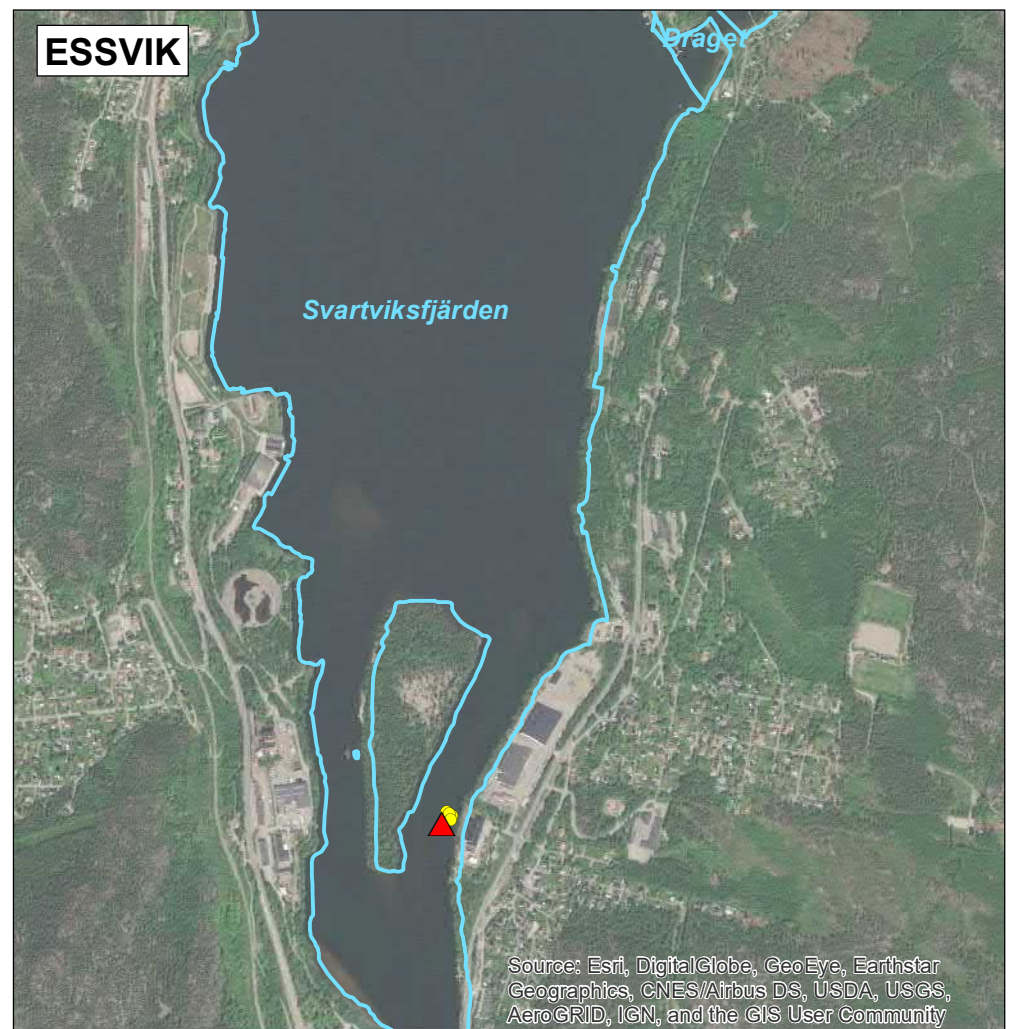 ESSVIK
Draget
Svartviksfjärden
Source: Esri, DigitalGlobe, GeoEye, Earthstar
Geographics, CNES/Airbus DS, USDA, USGS,
AeroGRID, IGN, and the GIS User Community